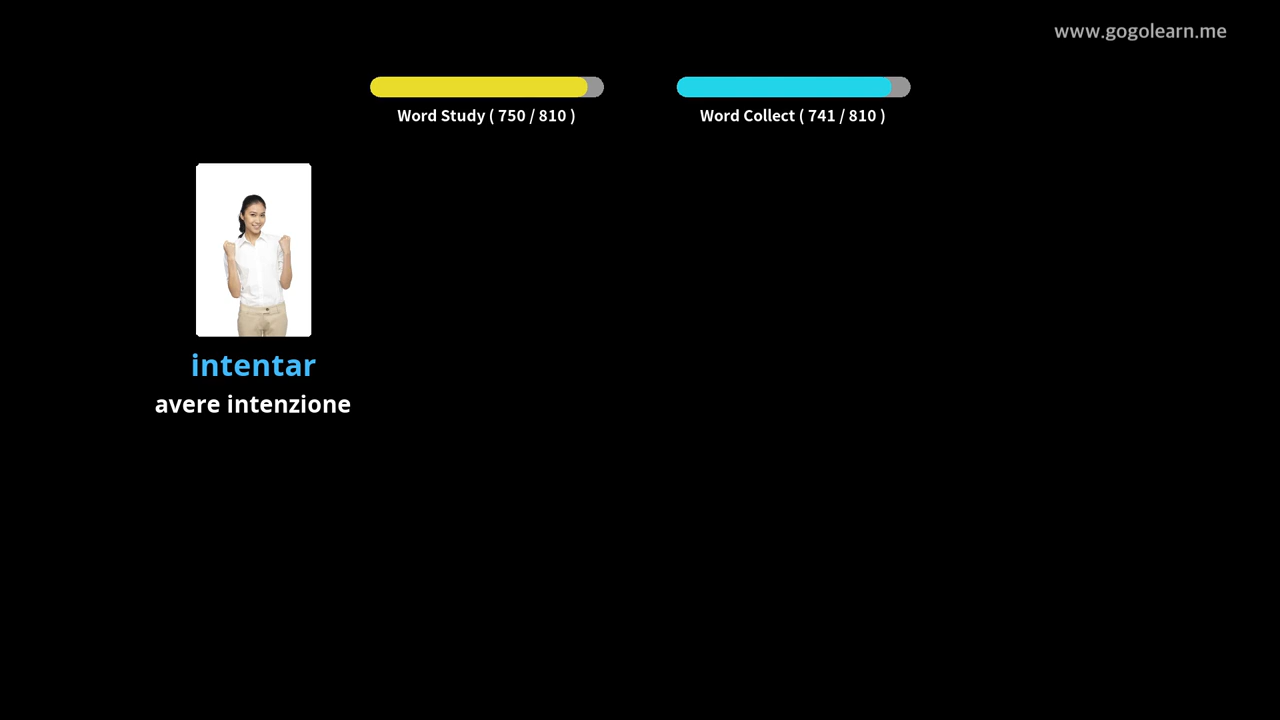 www.gogolearn.me
Word Study ( 750 / 810 )
Word Collect ( 741 / 810 )
intentar
avere intenzione